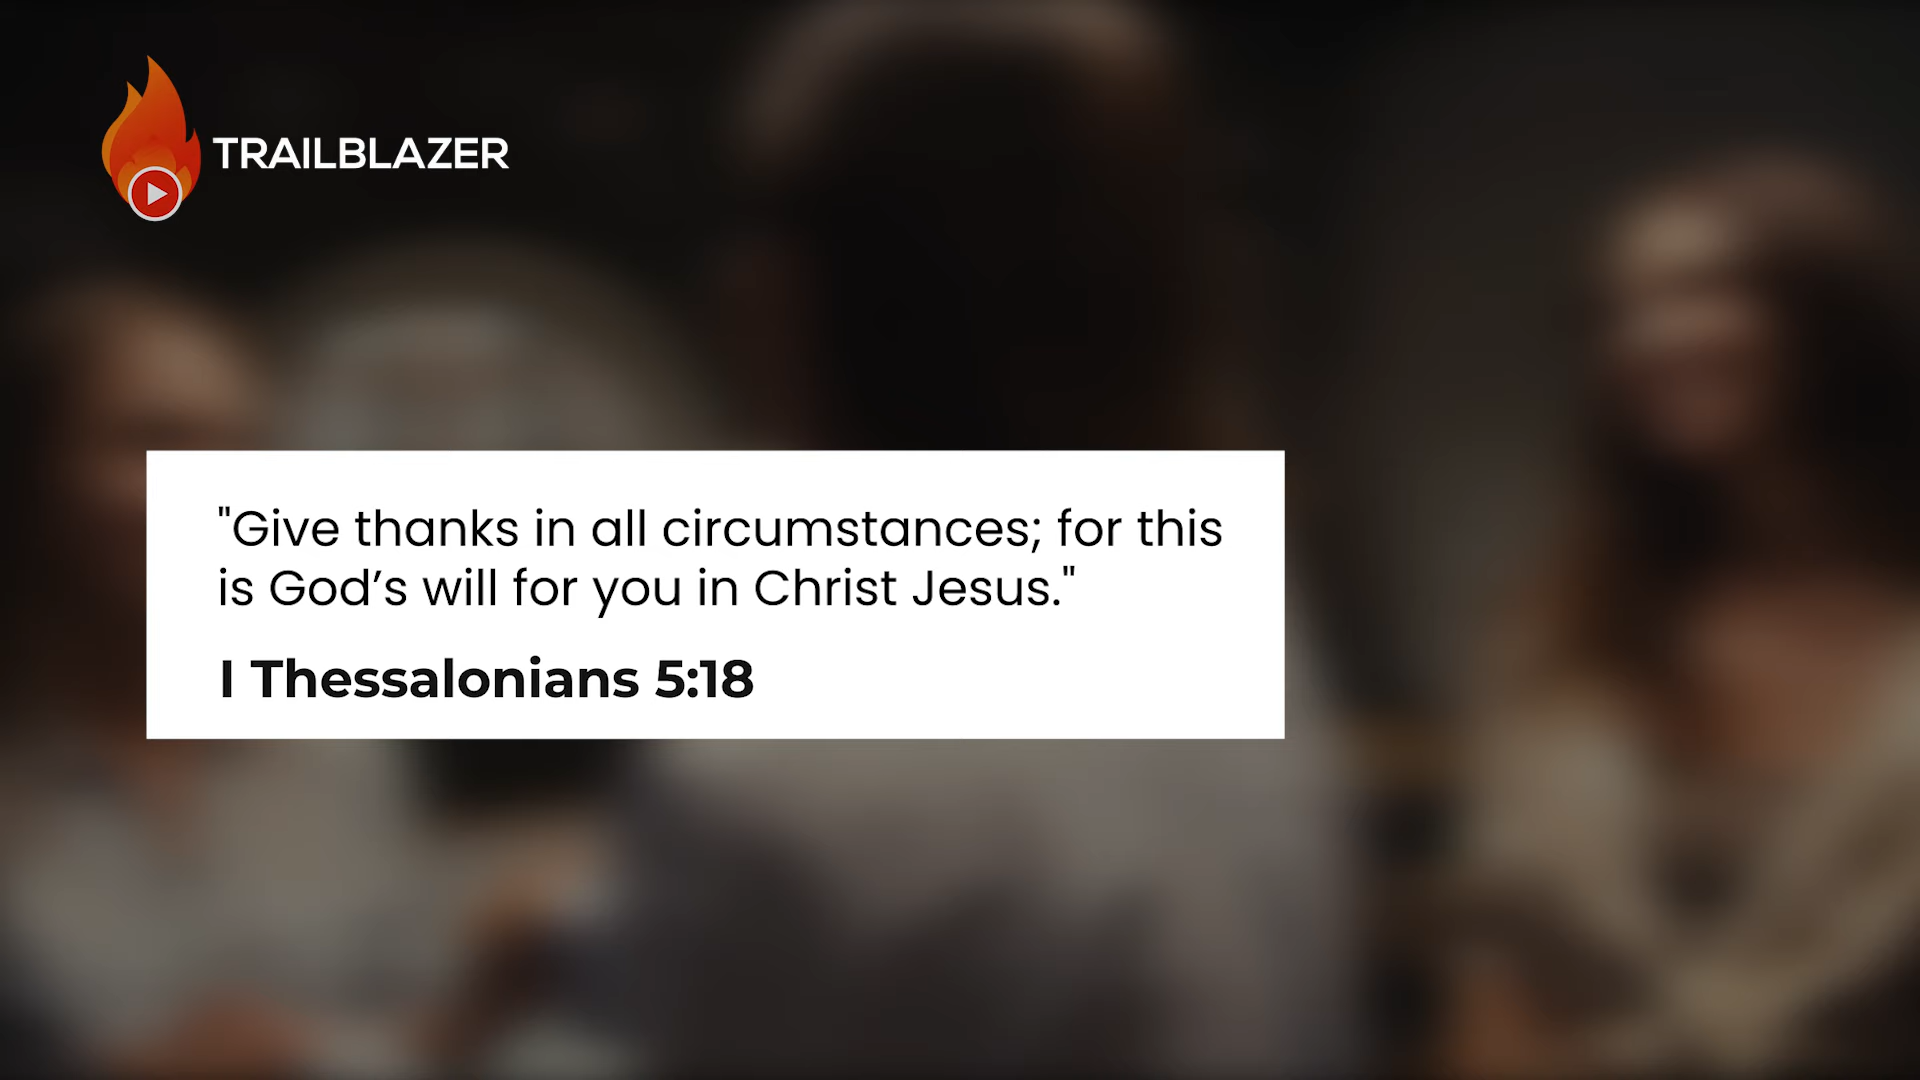 TRAILBLAZER
"Give thanks in all circumstances; for this
is God’s will for you in Christ Jesus."
I Thessalonians 5:18